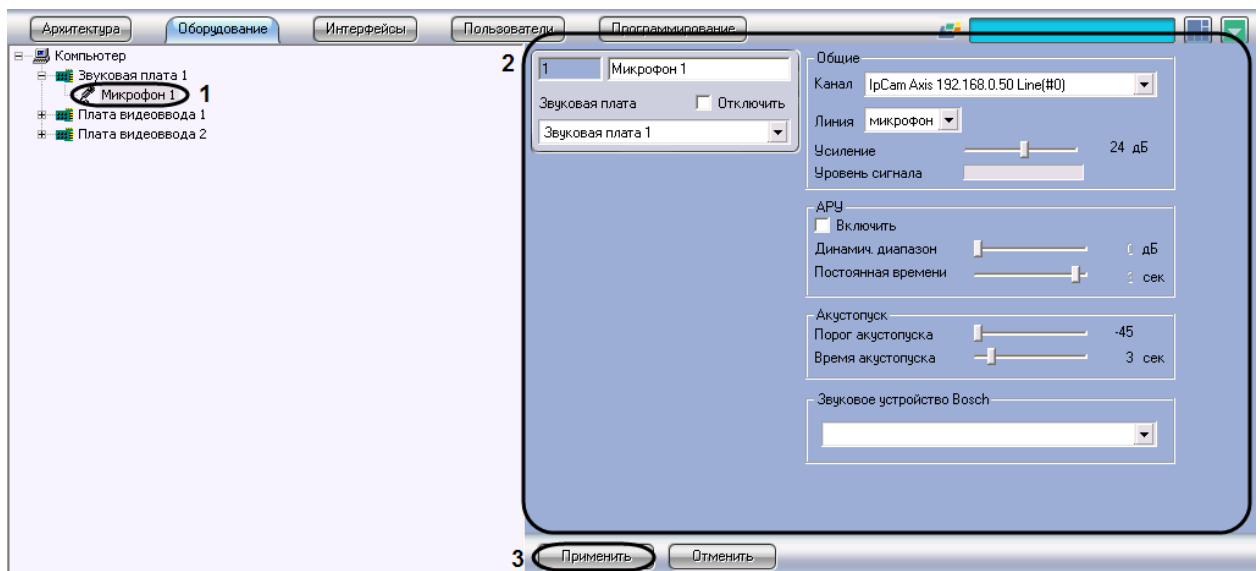 Архитектура Оборудование Интерфейсы Пользователи Программирование
Компьютер
Звуковая плата 1
Микрофон 1 1
Плата видеоввода 1
Плата видеоввода 2
2
1 Микрофон 1
Звуковая плата Отключить
Звуковая плата 1
Общие
Канал IpCam Axis 192.168.0.50 Line(#0)
Линия микрофон
Усиление 24 дБ
Уровень сигнала
АРУ
Включить
Динамич. диапазон дБ
Постоянная времени сек
Акустопуск
Порог акустопуска -45
Время акустопуска 3 сек
Звуковое устройство Bosch
3 Применить Отменить